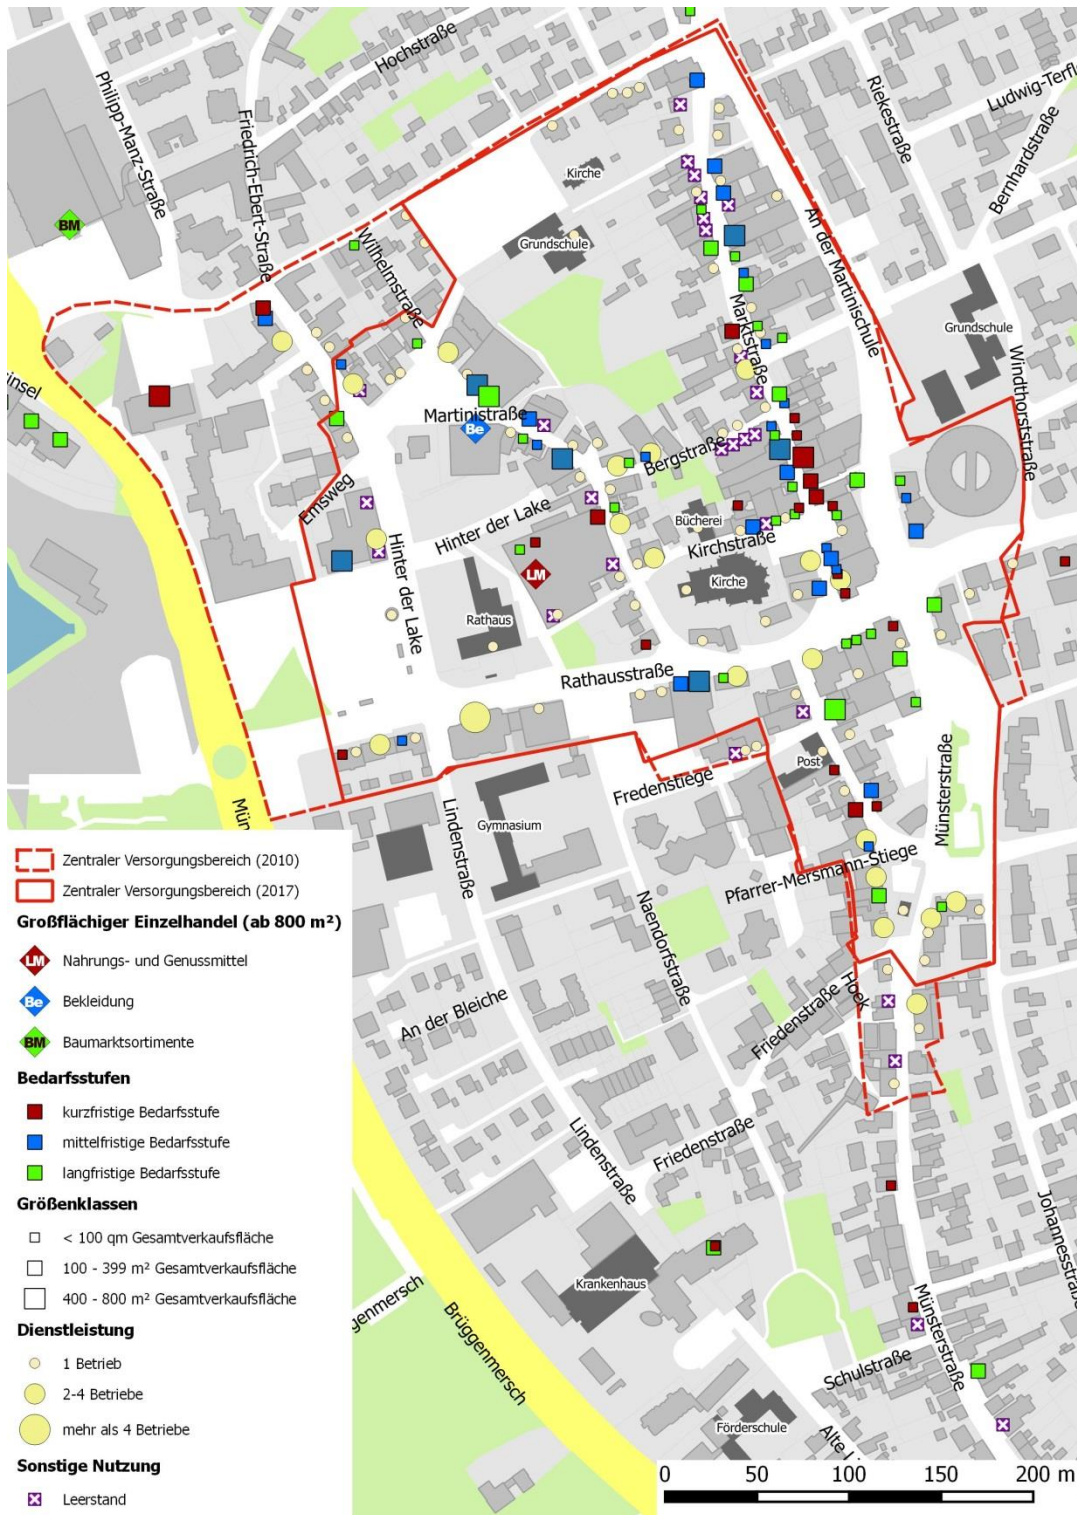 Hochstraße
Philipp-Manz-Straße
Friedrich-Ebert-Straße
Riekestraße
Ludwig-Terfl
Bernhardstraße
BM
Kirche
Wilhelmstraße
Grundschule
An der Martinischule
Grundschule
Marktstraße
Windthorststraße
insel
Martinistraße
Be
Bergstraße
Emsweg
Hinter der Lake
Bücherei
Kirchstraße
Hinter der Lake
LM
Kirche
Rathaus
Rathausstraße
Post
Fredenstiege
Münsterstraße
Mün
Lindenstraße
Gymnasium
Pfarrer-Mersmann-Stiege
Naendorfstraße
Hoek
An der Bleiche
Friedenstraße
Lindenstraße
Friedenstraße
Johannesstraße
Krankenhaus
genmersch
Brüggenmersch
Münsterstraße
Schulstraße
Förderschule
Alte L
Zentraler Versorgungsbereich (2010)
Zentraler Versorgungsbereich (2017)
Großflächiger Einzelhandel (ab 800 m²)
LM Nahrungs- und Genussmittel
Be Bekleidung
BM Baumarktsortimente
Bedarfsstufen
kurzfristige Bedarfsstufe
mittelfristige Bedarfsstufe
langfristige Bedarfsstufe
Größenklassen
< 100 qm Gesamtverkaufsfläche
100 - 399 m² Gesamtverkaufsfläche
400 - 800 m² Gesamtverkaufsfläche
Dienstleistung
1 Betrieb
2-4 Betriebe
mehr als 4 Betriebe
Sonstige Nutzung
Leerstand
0 50 100 150 200 m